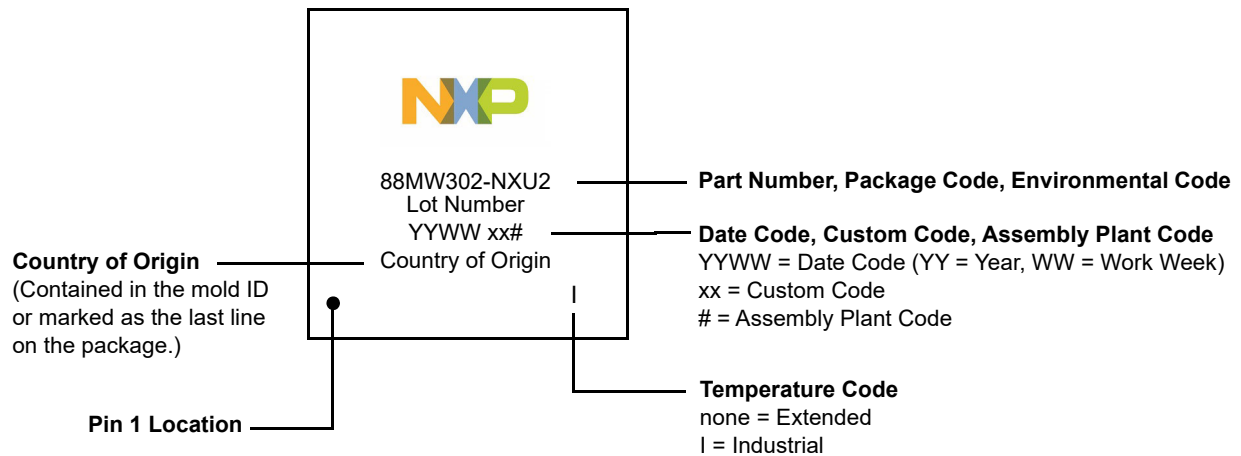 NXP
88MW302-NXU2
Lot Number
YYWW xx#
Country of Origin
I
Part Number, Package Code, Environmental Code
Date Code, Custom Code, Assembly Plant Code
YYWW = Date Code (YY = Year, WW = Work Week)
xx = Custom Code
# = Assembly Plant Code
Country of Origin
(Contained in the mold ID
or marked as the last line
on the package.)
Temperature Code
none = Extended
I = Industrial
Pin 1 Location